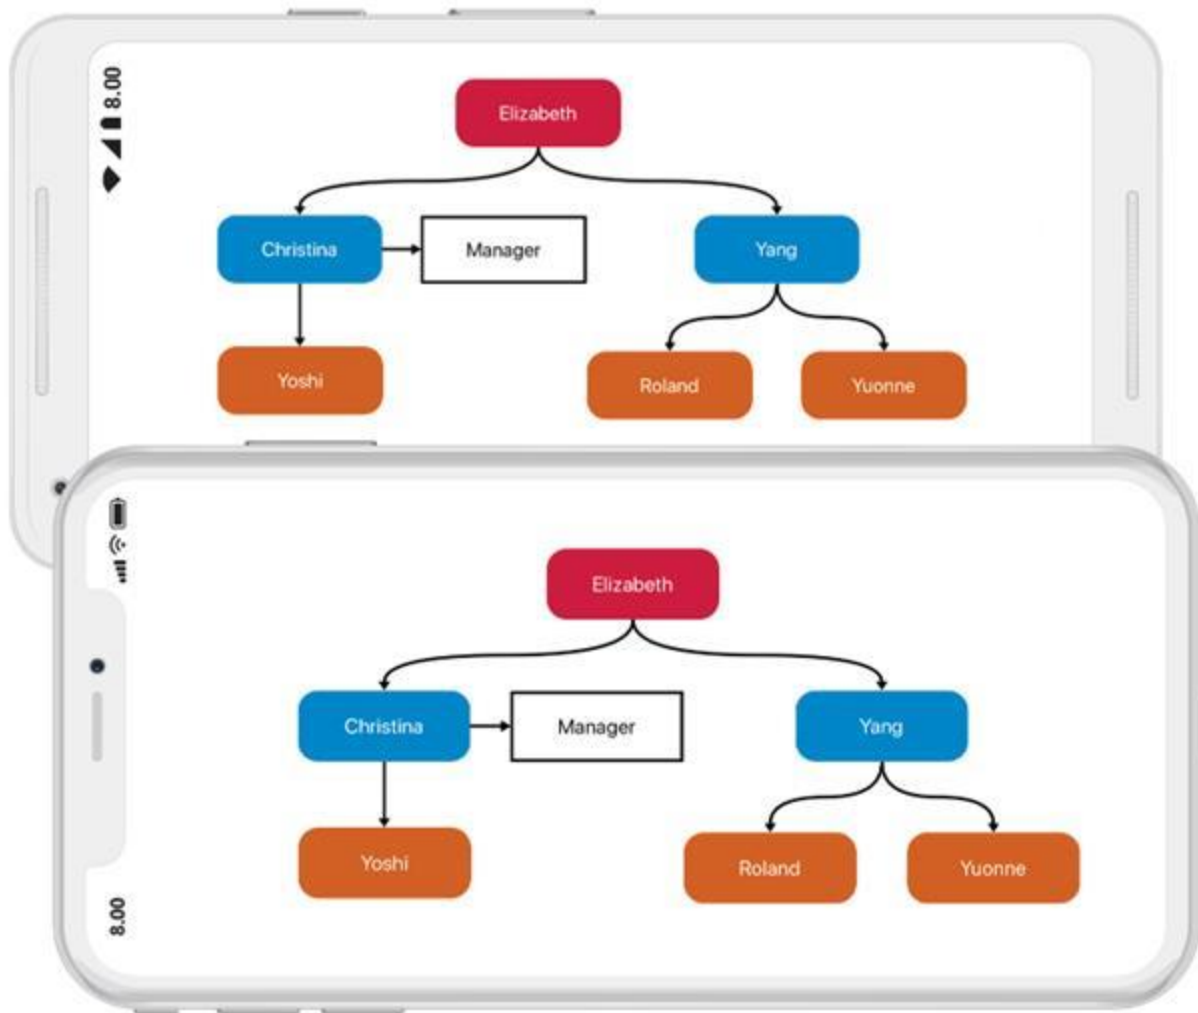 8.00
Elizabeth
Christina
Manager
Yang
Yoshi
Roland
Yuonne
Elizabeth
Christina
Manager
Yang
Yoshi
Roland
Yuonne
8.00